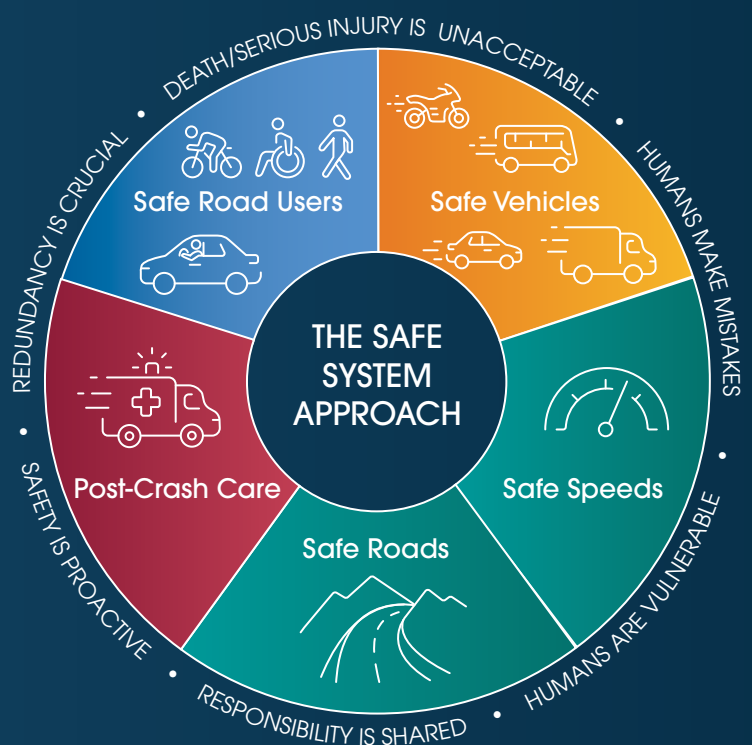 DEATH/SERIOUS INJURY IS UNACCEPTABLE
•
HUMANS MAKE MISTAKES
•
HUMANS ARE VULNERABLE
•
RESPONSIBILITY IS SHARED
•
SAFETY IS PROACTIVE
•
REDUNDANCY IS CRUCIAL
•
Safe Road Users
Safe Vehicles
THE SAFE
SYSTEM
APPROACH
Post-Crash Care
Safe Speeds
Safe Roads